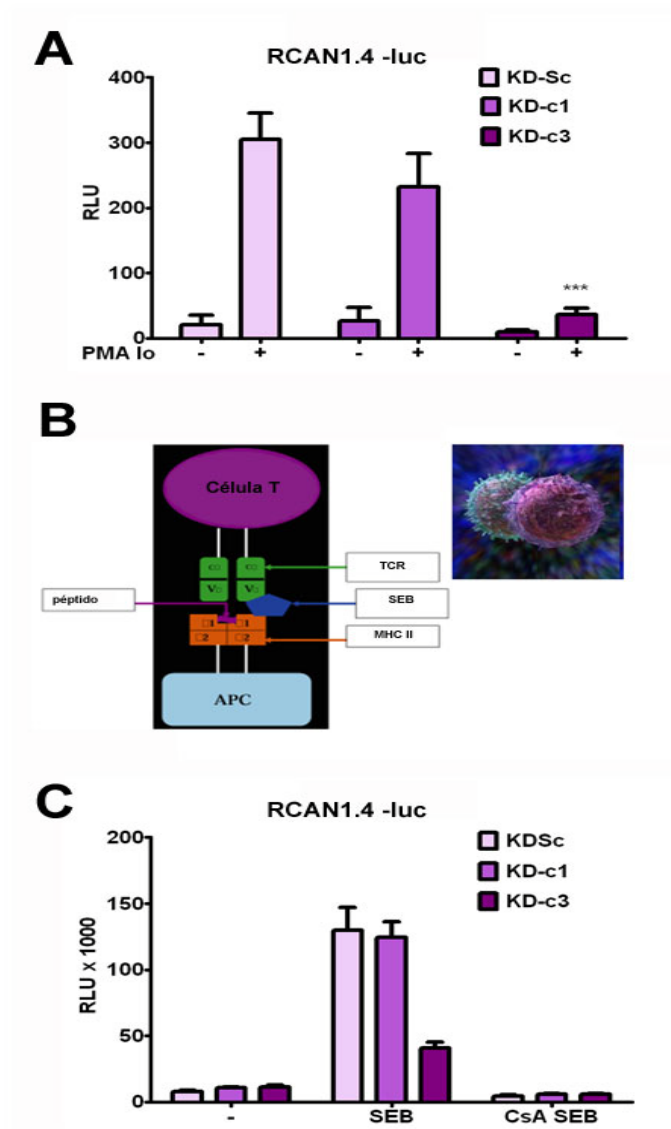 A
RCAN1.4 -luc
400
300
200
100
0
RLU
KD-Sc
KD-c1
KD-c3
***
PMA Io - + - + - +
B
Célula T
TCR
péptido
SEB
MHC II
APC
C
RCAN1.4 -luc
200
150
100
50
0
RLU x 1000
KDSc
KD-c1
KD-c3
- SEB CsA SEB